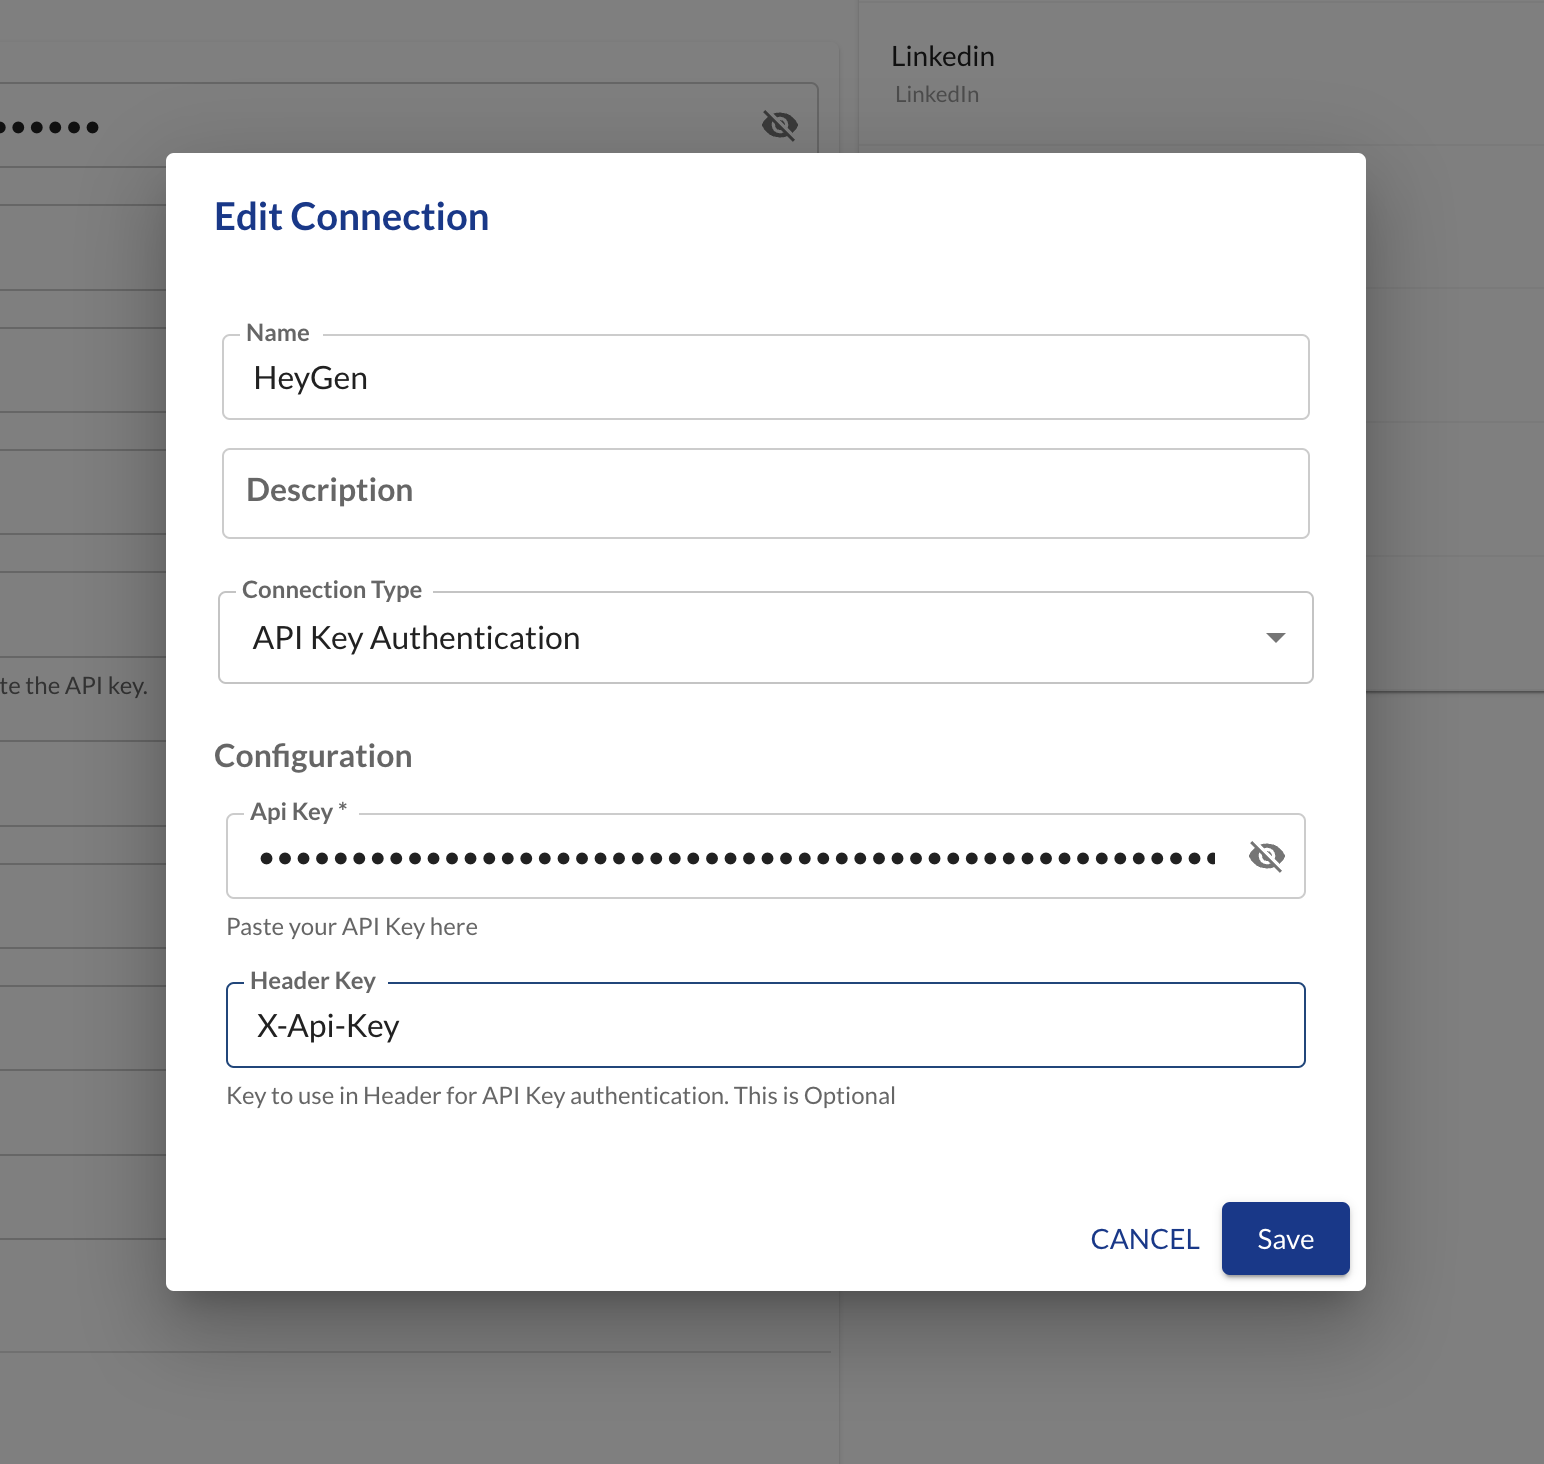 Linkedin
LinkedIn
Edit Connection
Name
HeyGen
Description
Connection Type
API Key Authentication
te the API key.
Configuration
Api Key *
Paste your API Key here
Header Key
X-Api-Key
Key to use in Header for API Key authentication. This is Optional
CANCEL
Save